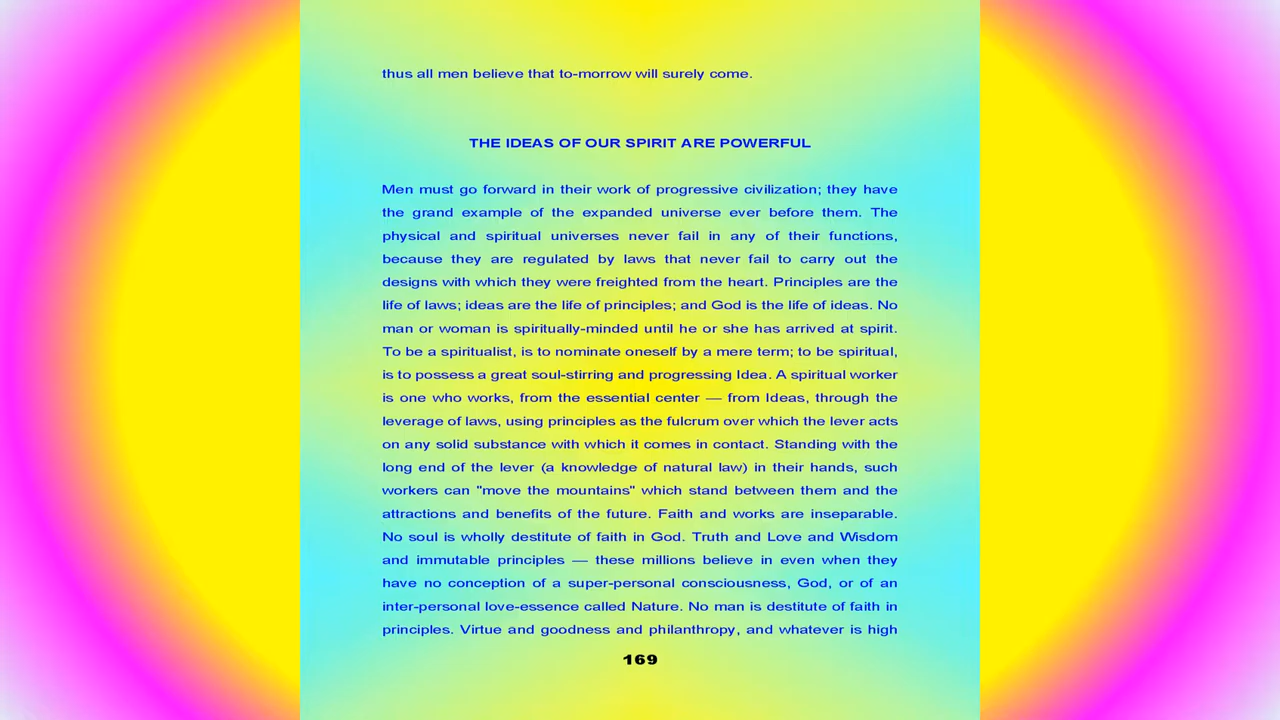 thus all men believe that to-morrow will surely come.
THE IDEAS OF OUR SPIRIT ARE POWERFUL
Men must go forward in their work of progressive civilization; they have
the grand example of the expanded universe ever before them. The
physical and spiritual universes never fail in any of their functions,
because they are regulated by laws that never fail to carry out the
designs with which they were freighted from the heart. Principles are the
life of laws; ideas are the life of principles; and God is the life of ideas. No
man or woman is spiritually-minded until he or she has arrived at spirit.
To be a spiritualist, is to nominate oneself by a mere term; to be spiritual,
is to possess a great soul-stirring and progressing Idea. A spiritual worker
is one who works, from the essential center — from Ideas, through the
leverage of laws, using principles as the fulcrum over which the lever acts
on any solid substance with which it comes in contact. Standing with the
long end of the lever (a knowledge of natural law) in their hands, such
workers can "move the mountains" which stand between them and the
attractions and benefits of the future. Faith and works are inseparable.
No soul is wholly destitute of faith in God. Truth and Love and Wisdom
and immutable principles — these millions believe in even when they
have no conception of a super-personal consciousness, God, or of an
inter-personal love-essence called Nature. No man is destitute of faith in
principles. Virtue and goodness and philanthropy, and whatever is high
169